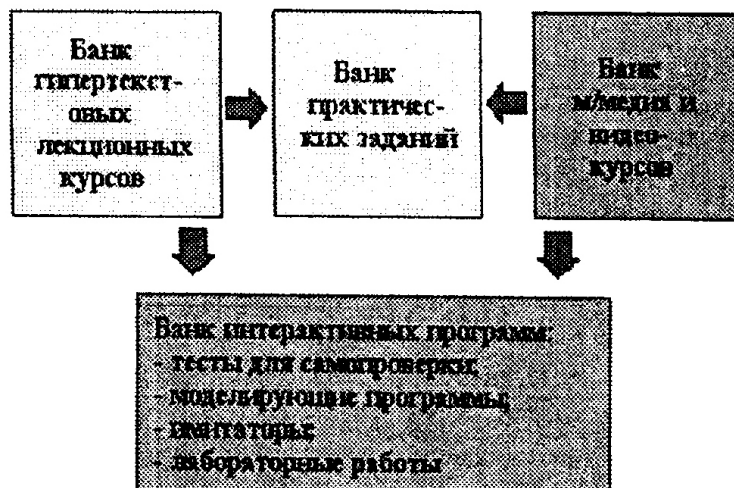 Банк
гипертекст-
овых
лекционных
курсов
Банк
практичес-
ких заданий
Банк
м/медиа и
видео-
курсов
Банк интерактивных программ:
- тесты для самопроверки;
- моделирующие программы;
- имитаторы;
- лабораторные работы